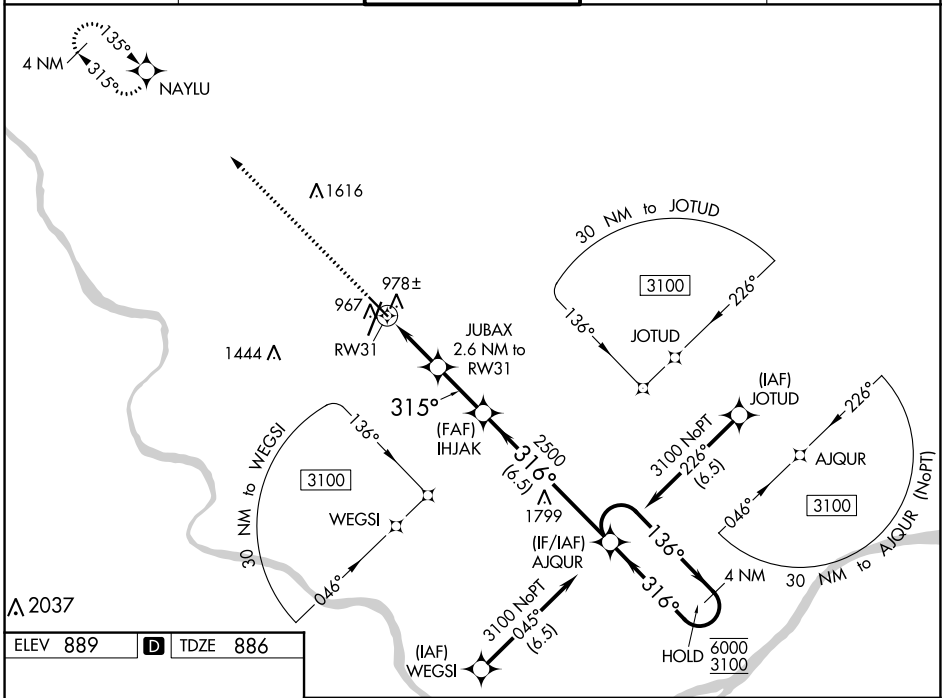 135°
4 NM
315°
NAYLU
1616
30 NM to JOTUD
3100
136°
226°
JOTUD
978±
967
RW31
1444
JUBAX
2.6 NM to
RW31
315°
(FAF)
IHJAK
2500
316°
(6.5)
1799
(IAF)
JOTUD
3100 NoPT
226°
(6.5)
226°
AJQUR
046°
3100
30 NM to AJQUR (NoPT)
30 NM to WEGSI
136°
3100
WEGSI
046°
(IF/IAF)
AJQUR
136°
316°
4 NM
HOLD
6000
3100
3100 NoPT
045°
(6.5)
(IAF)
WEGSI
2037
ELEV 889 D TDZE 886